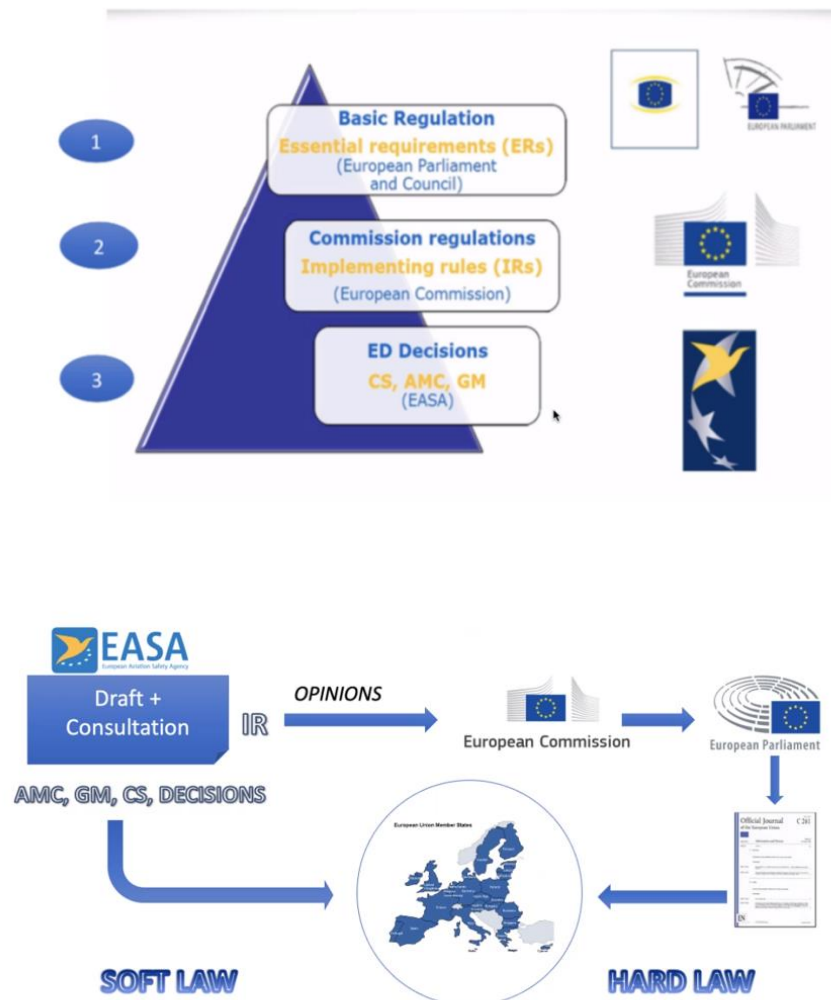 1
Basic Regulation
Essential requirements (ERs)
(European Parliament
and Council)
EUROPEAN PARLIAMENT
2
Commission regulations
Implementing rules (IRs)
(European Commission)
European
Commission
3
ED Decisions
CS, AMC, GM
(EASA)
EASA
European Aviation Safety Agency
Draft +
Consultation
IR
OPINIONS
European Commission
European Parliament
AMC, GM, CS, DECISIONS
European Union Member States
Official Journal
of the European Union
C 261
EN
SOFT LAW
HARD LAW